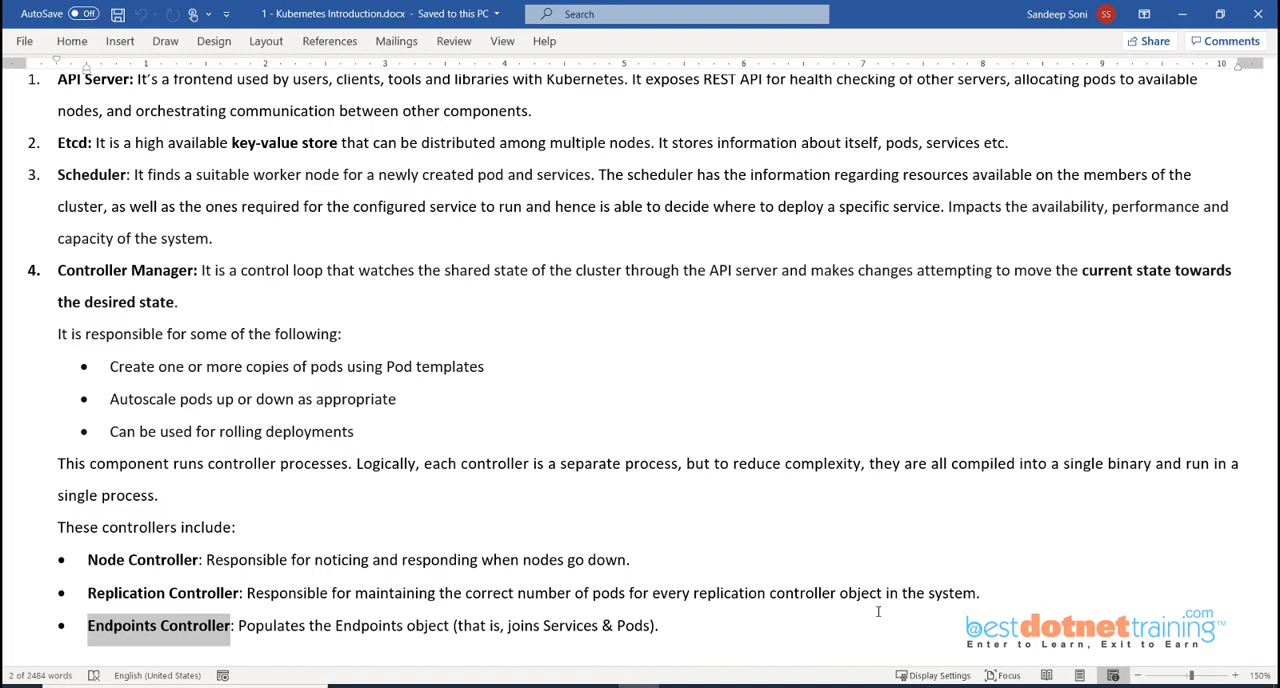 AutoSave Off 1 - Kubernetes Introduction.docx - Saved to this PC Search Sandeep Soni SS
File Home Insert Draw Design Layout References Mailings Review View Help Share Comments
1 2 3 4 5 6 7 8 9 10
1. API Server: It's a frontend used by users, clients, tools and libraries with Kubernetes. It exposes REST API for health checking of other servers, allocating pods to available
nodes, and orchestrating communication between other components.
2. Etcd: It is a high available key-value store that can be distributed among multiple nodes. It stores information about itself, pods, services etc.
3. Scheduler: It finds a suitable worker node for a newly created pod and services. The scheduler has the information regarding resources available on the members of the
cluster, as well as the ones required for the configured service to run and hence is able to decide where to deploy a specific service. Impacts the availability, performance and
capacity of the system.
4. Controller Manager: It is a control loop that watches the shared state of the cluster through the API server and makes changes attempting to move the current state towards
the desired state.
It is responsible for some of the following:
• Create one or more copies of pods using Pod templates
• Autoscale pods up or down as appropriate
• Can be used for rolling deployments
This component runs controller processes. Logically, each controller is a separate process, but to reduce complexity, they are all compiled into a single binary and run in a
single process.
These controllers include:
• Node Controller: Responsible for noticing and responding when nodes go down.
• Replication Controller: Responsible for maintaining the correct number of pods for every replication controller object in the system.
• Endpoints Controller: Populates the Endpoints object (that is, joins Services & Pods).
bestdotnettraining.com™
Enter to Learn, Exit to Earn
2 of 2484 words English (United States) Display Settings Focus 150%